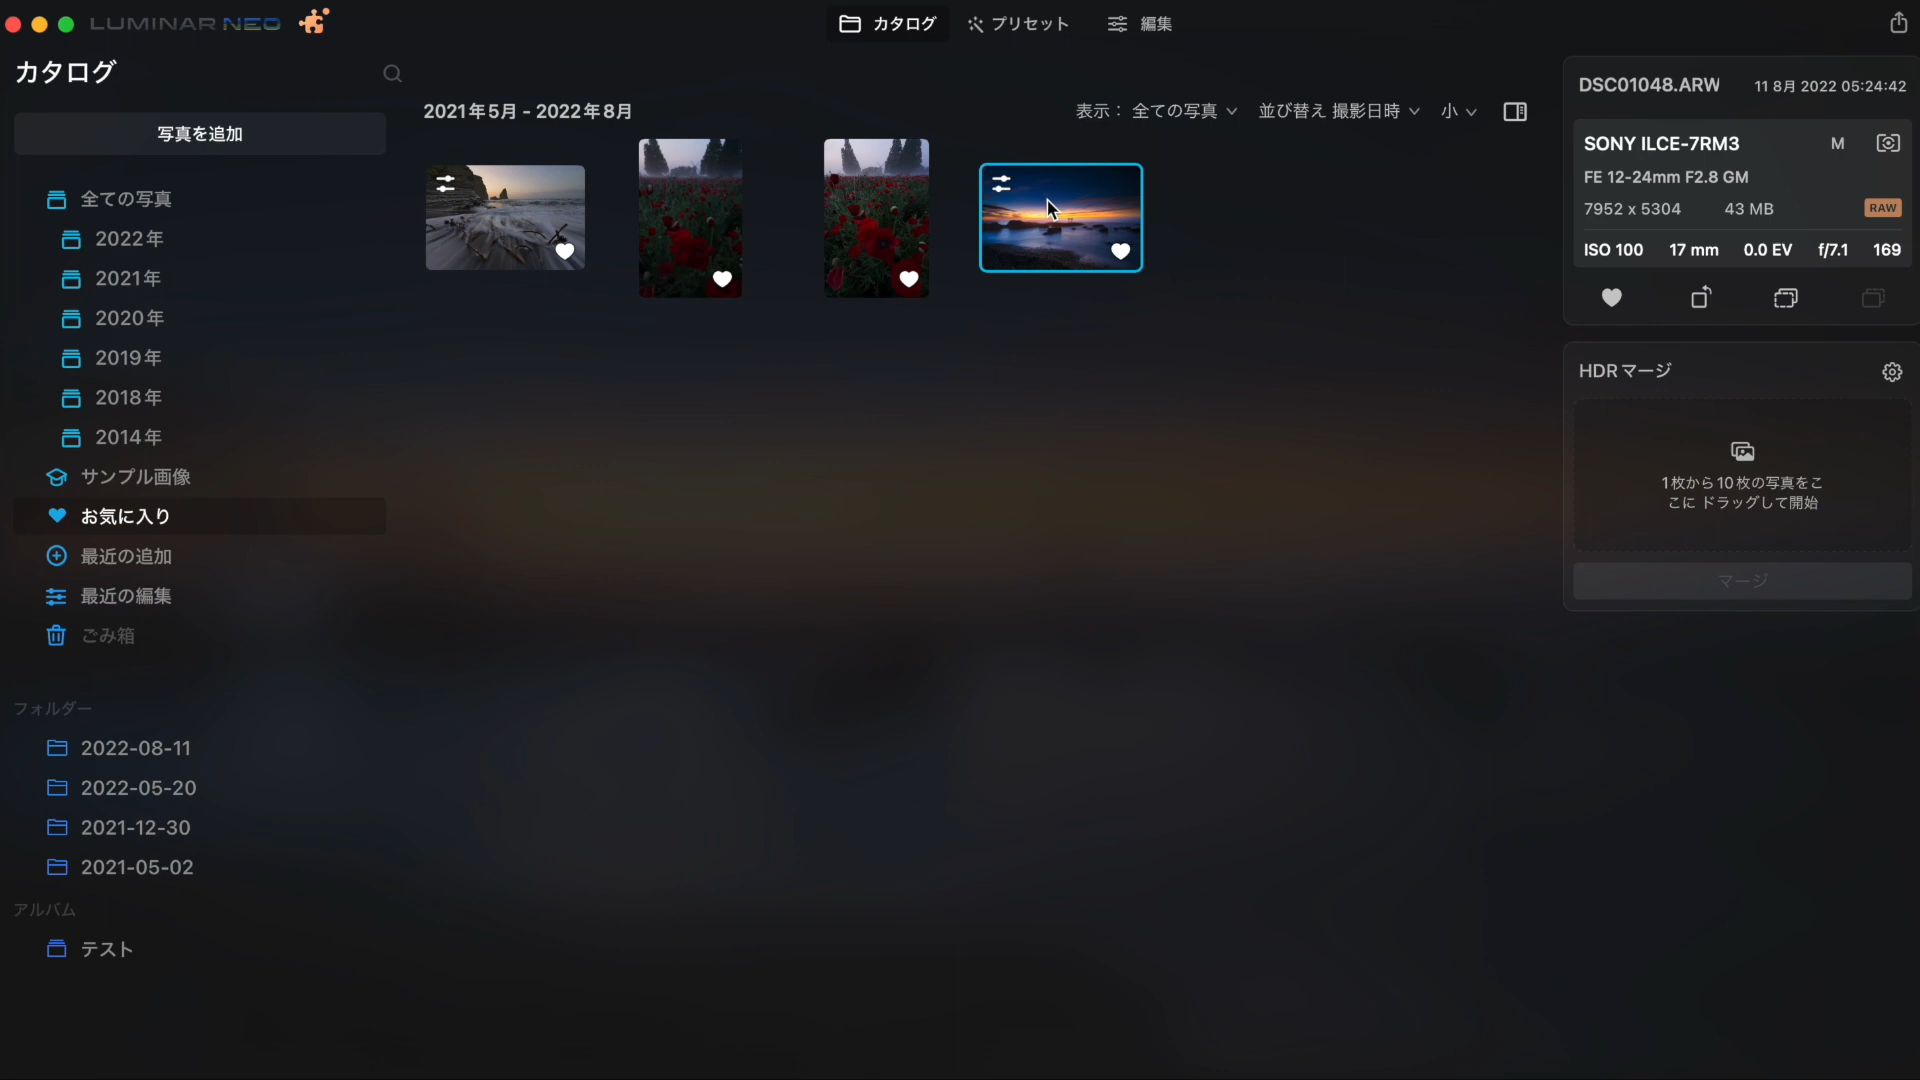 LUMINAR NEO
カタログ
プリセット
編集
カタログ
写真を追加
全ての写真
2022年
2021年
2020年
2019年
2018年
2014年
サンプル画像
お気に入り
最近の追加
最近の編集
ごみ箱
フォルダー
2022-08-11
2022-05-20
2021-12-30
2021-05-02
アルバム
テスト
2021年5月 - 2022年8月
表示： 全ての写真
並び替え 撮影日時
小
DSC01048.ARW
11 8月 2022 05:24:42
SONY ILCE-7RM3
M
FE 12-24mm F2.8 GM
7952 x 5304
43 MB
RAW
ISO 100
17 mm
0.0 EV
f/7.1
169
HDRマージ
1枚から10枚の写真をこ
こに ドラッグして開始
マージ